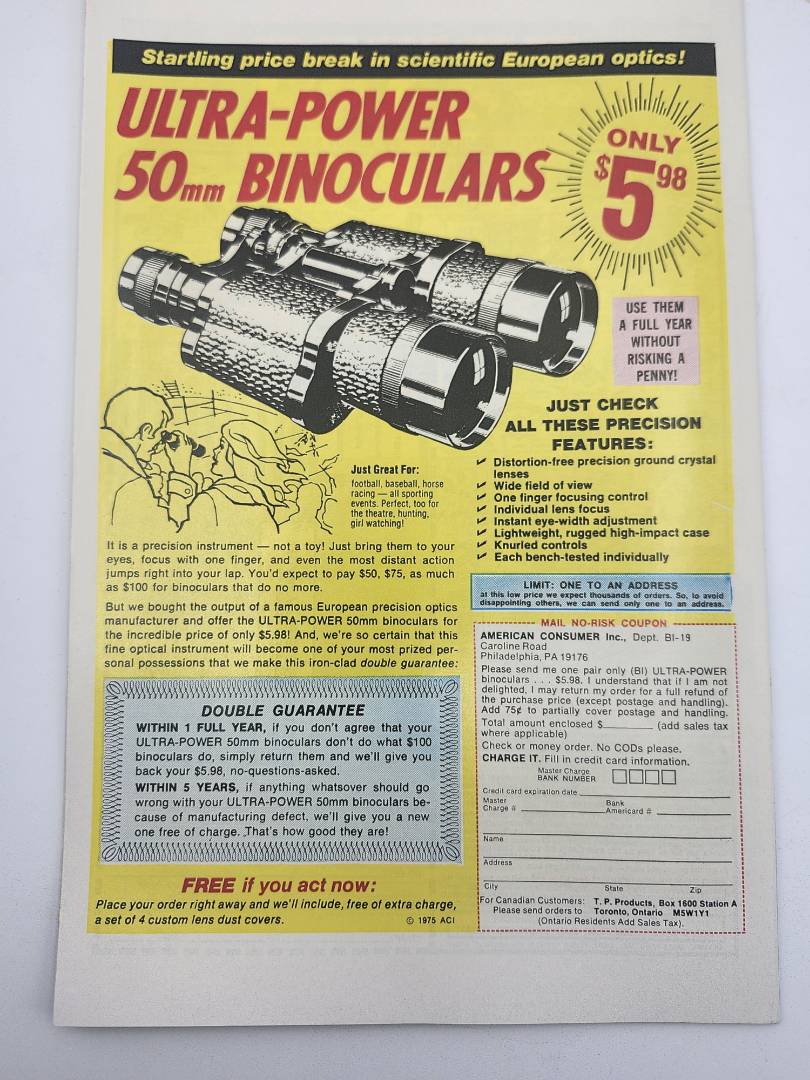 Startling price break in scientific European optics!
ULTRA-POWER
50mm BINOCULARS
ONLY
$5.98
USE THEM
A FULL YEAR
WITHOUT
RISKING A
PENNY!
JUST CHECK
ALL THESE PRECISION
FEATURES:
✓ Distortion-free precision ground crystal
lenses
✓ Wide field of view
✓ One finger focusing control
✓ Individual lens focus
✓ Instant eye-width adjustment
✓ Lightweight, rugged high-impact case
✓ Knurled controls
✓ Each bench-tested individually
Just Great For:
football, baseball, horse
racing — all sporting
events. Perfect, too for
the theatre, hunting,
girl watching!
It is a precision instrument — not a toy! Just bring them to your
eyes, focus with one finger, and even the most distant action
jumps right into your lap. You'd expect to pay $50, $75, as much
as $100 for binoculars that do no more.
But we bought the output of a famous European precision optics
manufacturer and offer the ULTRA-POWER 50mm binoculars for
the incredible price of only $5.98! And, we're so certain that this
fine optical instrument will become one of your most prized per-
sonal possessions that we make this iron-clad double guarantee:
DOUBLE GUARANTEE
WITHIN 1 FULL YEAR, if you don't agree that your
ULTRA-POWER 50mm binoculars don't do what $100
binoculars do, simply return them and we'll give you
back your $5.98, no-questions-asked.
WITHIN 5 YEARS, if anything whatsoever should go
wrong with your ULTRA-POWER 50mm binoculars be-
cause of manufacturing defect, we'll give you a new
one free of charge. That's how good they are!
FREE if you act now:
Place your order right away and we'll include, free of extra charge,
a set of 4 custom lens dust covers.
© 1975 ACI
LIMIT: ONE TO AN ADDRESS
at this low price we expect thousands of orders. So, to avoid
disappointing others, we can send only one to an address.
MAIL NO-RISK COUPON
AMERICAN CONSUMER Inc., Dept. BI-19
Caroline Road
Philadelphia, PA 19176
Please send me one pair only (BI) ULTRA-POWER
binoculars . . . $5.98. I understand that if I am not
delighted, I may return my order for a full refund of
the purchase price (except postage and handling).
Add 75¢ to partially cover postage and handling.
Total amount enclosed $________ (add sales tax
where applicable)
Check or money order. No CODs please.
CHARGE IT. Fill in credit card information.
Master Charge
BANK NUMBER
Credit card expiration date
Master Bank
Charge # Americard #
Name
Address
City State Zip
For Canadian Customers: T. P. Products, Box 1600 Station A
Please send orders to Toronto, Ontario M5W1Y1
(Ontario Residents Add Sales Tax).